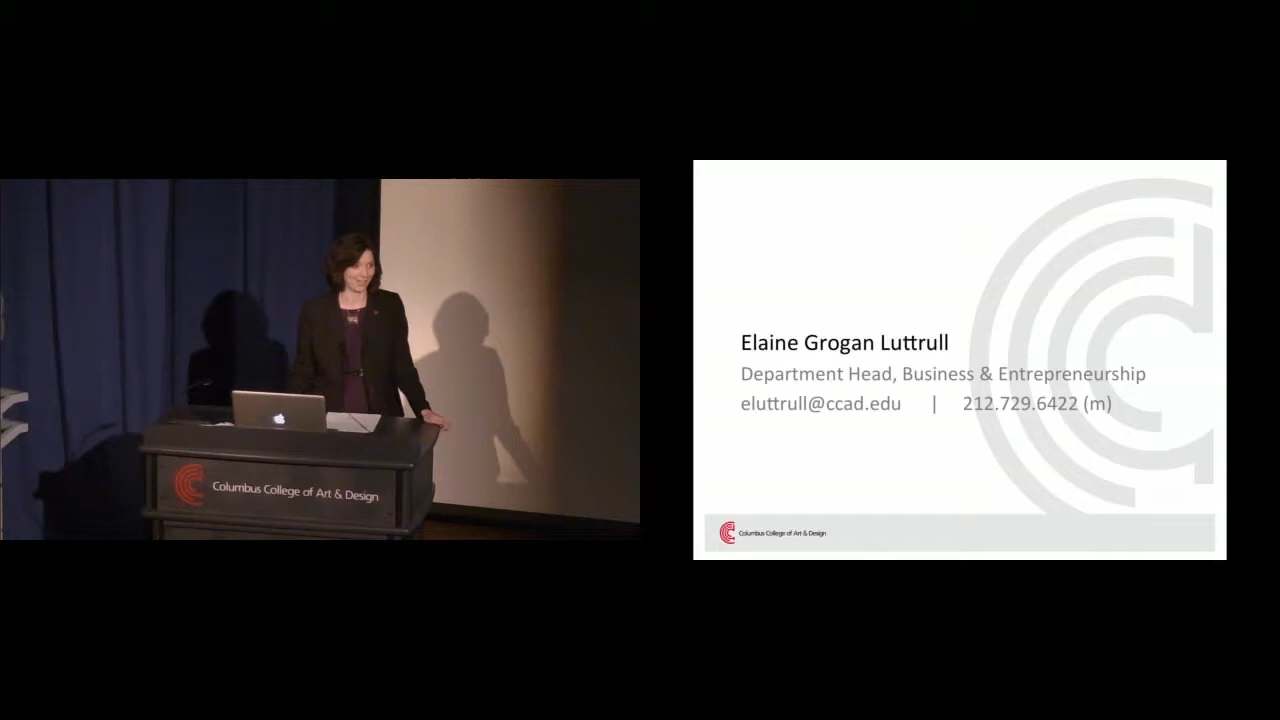 Columbus College of Art & Design
Elaine Grogan Luttrull
Department Head, Business & Entrepreneurship
eluttrull@ccad.edu | 212.729.6422 (m)
Columbus College of Art & Design